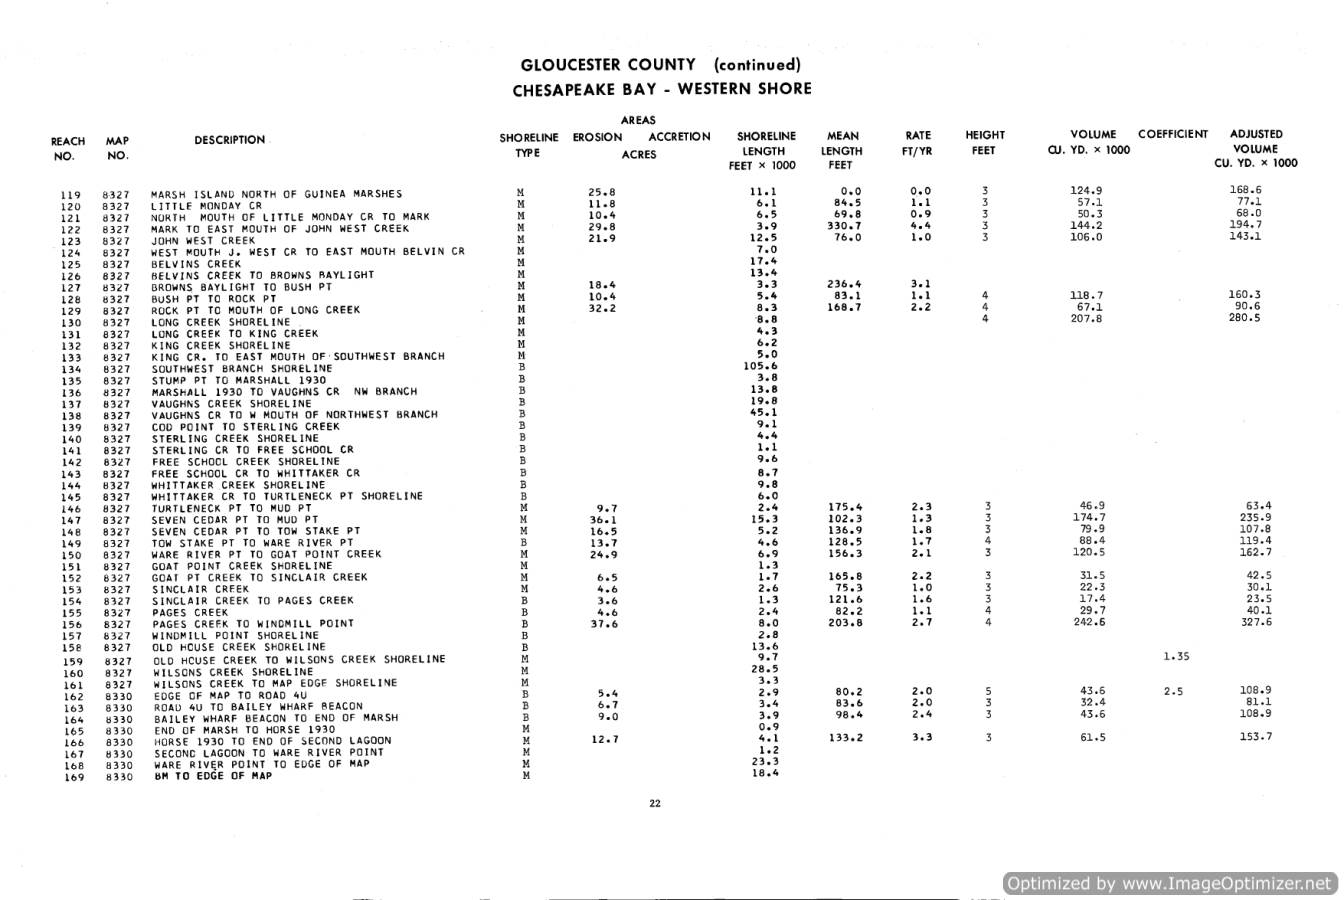 GLOUCESTER COUNTY (continued)
CHESAPEAKE BAY - WESTERN SHORE
AREAS
REACH MAP DESCRIPTION SHORELINE EROSION ACCRETION SHORELINE MEAN RATE HEIGHT VOLUME COEFFICIENT ADJUSTED
NO. NO. TYPE ACRES LENGTH LENGTH FT/YR FEET CU. YD. × 1000 VOLUME
FEET × 1000 FEET CU. YD. × 1000
119 8327 MARSH ISLAND NORTH OF GUINEA MARSHES M 25.8 11.1 0.0 0.0 3 124.9 168.6
120 8327 LITTLE MONDAY CR M 11.8 6.1 84.5 1.1 3 57.1 77.1
121 8327 NORTH MOUTH OF LITTLE MONDAY CR TO MARK M 10.4 6.5 69.8 0.9 3 50.3 68.0
122 8327 MARK TO EAST MOUTH OF JOHN WEST CREEK M 29.8 3.9 330.7 4.4 3 144.2 194.7
123 8327 JOHN WEST CREEK M 21.9 12.5 76.0 1.0 3 106.0 143.1
124 8327 WEST MOUTH J. WEST CR TO EAST MOUTH BELVIN CR M 7.0
125 8327 BELVINS CREEK M 17.4
126 8327 BELVINS CREEK TO BROWNS BAYLIGHT M 13.4
127 8327 BROWNS BAYLIGHT TO BUSH PT M 18.4 3.3 236.4 3.1
128 8327 BUSH PT TO ROCK PT M 10.4 5.4 83.1 1.1 4 118.7 160.3
129 8327 ROCK PT TO MOUTH OF LONG CREEK M 32.2 8.3 168.7 2.2 4 67.1 90.6
130 8327 LONG CREEK SHORELINE M 8.8 4 207.8 280.5
131 8327 LONG CREEK TO KING CREEK M 4.3
132 8327 KING CREEK SHORELINE M 6.2
133 8327 KING CR. TO EAST MOUTH OF SOUTHWEST BRANCH M 5.0
134 8327 SOUTHWEST BRANCH SHORELINE B 105.6
135 8327 STUMP PT TO MARSHALL 1930 B 3.8
136 8327 MARSHALL 1930 TO VAUGHNS CR NW BRANCH B 13.8
137 8327 VAUGHNS CREEK SHORELINE B 19.8
138 8327 VAUGHNS CR TO W MOUTH OF NORTHWEST BRANCH B 45.1
139 8327 COD POINT TO STERLING CREEK B 9.1
140 8327 STERLING CREEK SHORELINE B 4.4
141 8327 STERLING CR TO FREE SCHOOL CR B 1.1
142 8327 FREE SCHOOL CREEK SHORELINE B 9.6
143 8327 FREE SCHOOL CR TO WHITTAKER CR B 8.7
144 8327 WHITTAKER CREEK SHORELINE B 9.8
145 8327 WHITTAKER CR TO TURTLENECK PT SHORELINE B 6.0
146 8327 TURTLENECK PT TO MUD PT M 9.7 2.4 175.4 2.3 3 46.9 63.4
147 8327 SEVEN CEDAR PT TO MUD PT M 36.1 15.3 102.3 1.3 3 174.7 235.9
148 8327 SEVEN CEDAR PT TO TOW STAKE PT M 16.5 5.2 136.9 1.8 3 79.9 107.8
149 8327 TOW STAKE PT TO WARE RIVER PT B 13.7 4.6 128.5 1.7 4 88.4 119.4
150 8327 WARE RIVER PT TO GOAT POINT CREEK M 24.9 6.9 156.3 2.1 3 120.5 162.7
151 8327 GOAT POINT CREEK SHORELINE M 1.3
152 8327 GOAT PT CREEK TO SINCLAIR CREEK M 6.5 1.7 165.8 2.2 3 31.5 42.5
153 8327 SINCLAIR CREEK M 4.6 2.6 75.3 1.0 3 22.3 30.1
154 8327 SINCLAIR CREEK TO PAGES CREEK B 3.6 1.3 121.6 1.6 3 17.4 23.5
155 8327 PAGES CREEK B 4.6 2.4 82.2 1.1 4 29.7 40.1
156 8327 PAGES CREEK TO WINDMILL POINT B 37.6 8.0 203.8 2.7 4 242.6 327.6
157 8327 WINDMILL POINT SHORELINE B 2.8
158 8327 OLD HOUSE CREEK SHORELINE B 13.6
159 8327 OLD HOUSE CREEK TO WILSONS CREEK SHORELINE M 9.7 1.35
160 8327 WILSONS CREEK SHORELINE M 28.5
161 8327 WILSONS CREEK TO MAP EDGE SHORELINE M 3.3
162 8330 EDGE OF MAP TO ROAD 4U B 5.4 2.9 80.2 2.0 5 43.6 2.5 108.9
163 8330 ROAD 4U TO BAILEY WHARF BEACON B 6.7 3.4 83.6 2.0 3 32.4 81.1
164 8330 BAILEY WHARF BEACON TO END OF MARSH B 9.0 3.9 98.4 2.4 3 43.6 108.9
165 8330 END OF MARSH TO HORSE 1930 M 0.9
166 8330 HORSE 1930 TO END OF SECOND LAGOON M 12.7 4.1 133.2 3.3 3 61.5 153.7
167 8330 SECOND LAGOON TO WARE RIVER POINT M 1.2
168 8330 WARE RIVER POINT TO EDGE OF MAP M 23.3
169 8330 BM TO EDGE OF MAP M 18.4
22
Optimized by www.ImageOptimizer.net